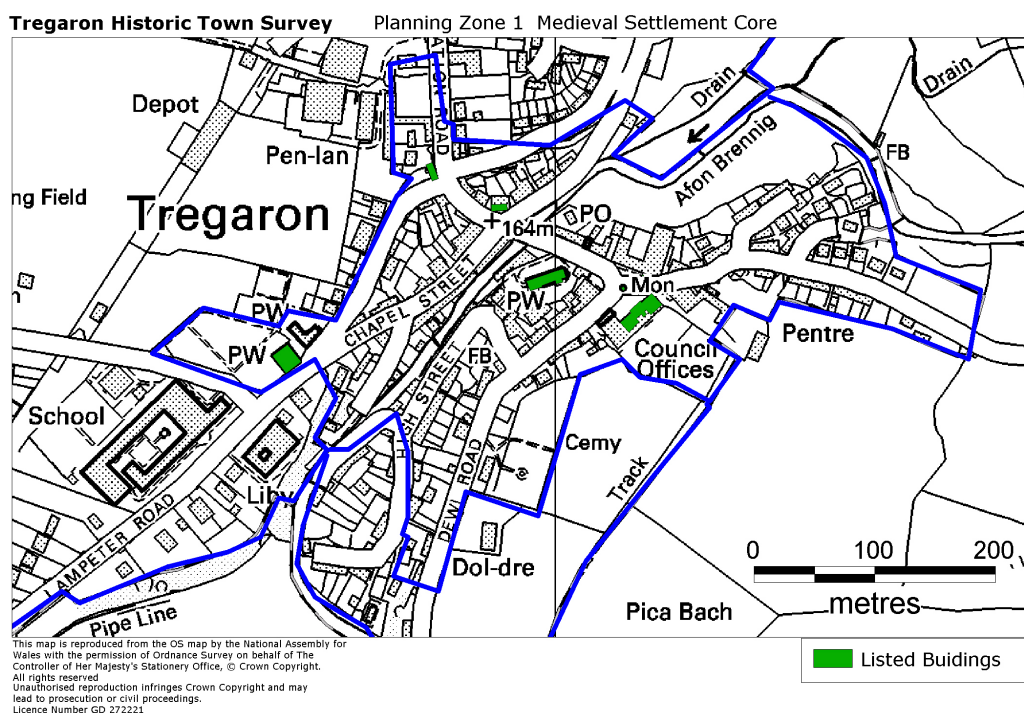 Tregaron Historic Town Survey Planning Zone 1 Medieval Settlement Core
Depot
Drain
Drain
ATION ROAD
Pen-lan
Afon Brennig
FB
ng Field
Tregaron
PO
164m
CHAPEL STREET
PW
Mon
PW
Pentre
PW
FB
Council
Offices
School
HIGH STREET
Cemy
Track
Liby
DEWI ROAD
LAMPETER ROAD
Dol-dre
0 100 200
metres
Pipe Line
Pica Bach
This map is reproduced from the OS map by the National Assembly for
Wales with the permission of Ordnance Survey on behalf of The
Controller of Her Majesty's Stationery Office, © Crown Copyright.
All rights reserved
Unauthorised reproduction infringes Crown Copyright and may
lead to prosecution or civil proceedings.
Licence Number GD 272221
Listed Buidings